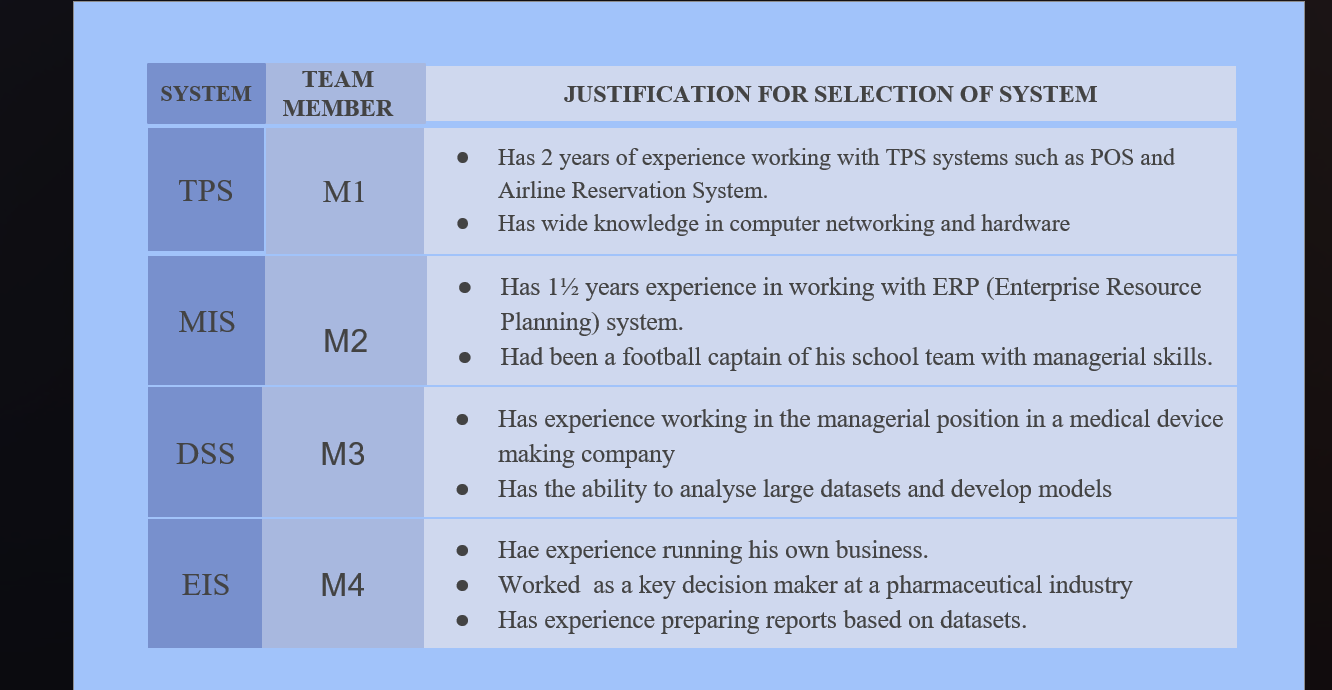 SYSTEM
TEAM
MEMBER
JUSTIFICATION FOR SELECTION OF SYSTEM
TPS
M1
● Has 2 years of experience working with TPS systems such as POS and
Airline Reservation System.
● Has wide knowledge in computer networking and hardware
MIS
M2
● Has 1½ years experience in working with ERP (Enterprise Resource
Planning) system.
● Had been a football captain of his school team with managerial skills.
DSS
M3
● Has experience working in the managerial position in a medical device
making company
● Has the ability to analyse large datasets and develop models
EIS
M4
● Hae experience running his own business.
● Worked  as a key decision maker at a pharmaceutical industry
● Has experience preparing reports based on datasets.